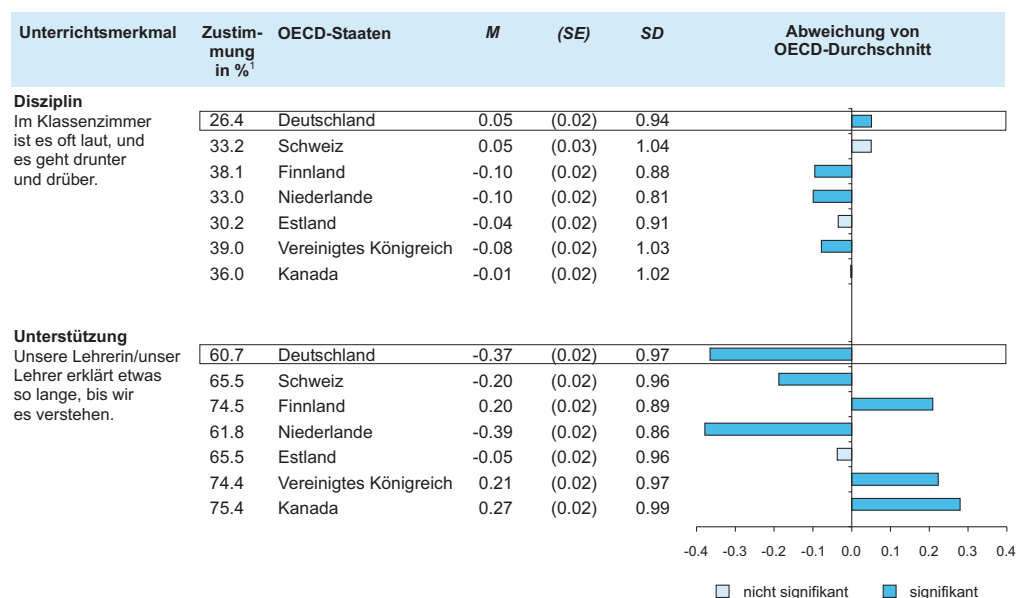 Unterrichtsmerkmal Zustim- OECD-Staaten M (SE) SD Abweichung von
mung OECD-Durchschnitt
in %1
Disziplin
Im Klassenzimmer 26.4 Deutschland 0.05 (0.02) 0.94
ist es oft laut, und 33.2 Schweiz 0.05 (0.03) 1.04
es geht drunter
und drüber. 38.1 Finnland -0.10 (0.02) 0.88
33.0 Niederlande -0.10 (0.02) 0.81
30.2 Estland -0.04 (0.02) 0.91
39.0 Vereinigtes Königreich -0.08 (0.02) 1.03
36.0 Kanada -0.01 (0.02) 1.02
Unterstützung
Unsere Lehrerin/unser 60.7 Deutschland -0.37 (0.02) 0.97
Lehrer erklärt etwas 65.5 Schweiz -0.20 (0.02) 0.96
so lange, bis wir 74.5 Finnland 0.20 (0.02) 0.89
es verstehen.
61.8 Niederlande -0.39 (0.02) 0.86
65.5 Estland -0.05 (0.02) 0.96
74.4 Vereinigtes Königreich 0.21 (0.02) 0.97
75.4 Kanada 0.27 (0.02) 0.99
-0.4 -0.3 -0.2 -0.1 0.0 0.1 0.2 0.3 0.4
nicht signifikant signifikant